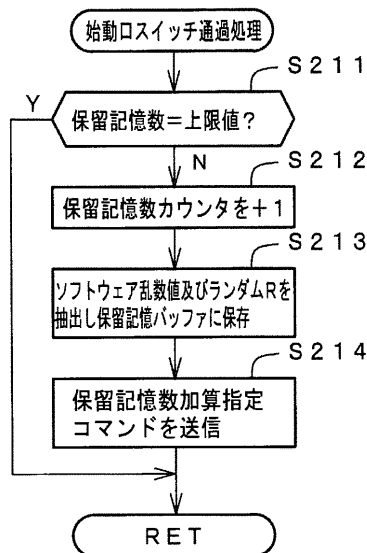 始動口スイッチ通過処理
S211
Y
保留記憶数＝上限値？
N
S212
保留記憶数カウンタを＋1
S213
ソフトウェア乱数値及びランダムRを
抽出し保留記憶バッファに保存
S214
保留記憶数加算指定
コマンドを送信
RET